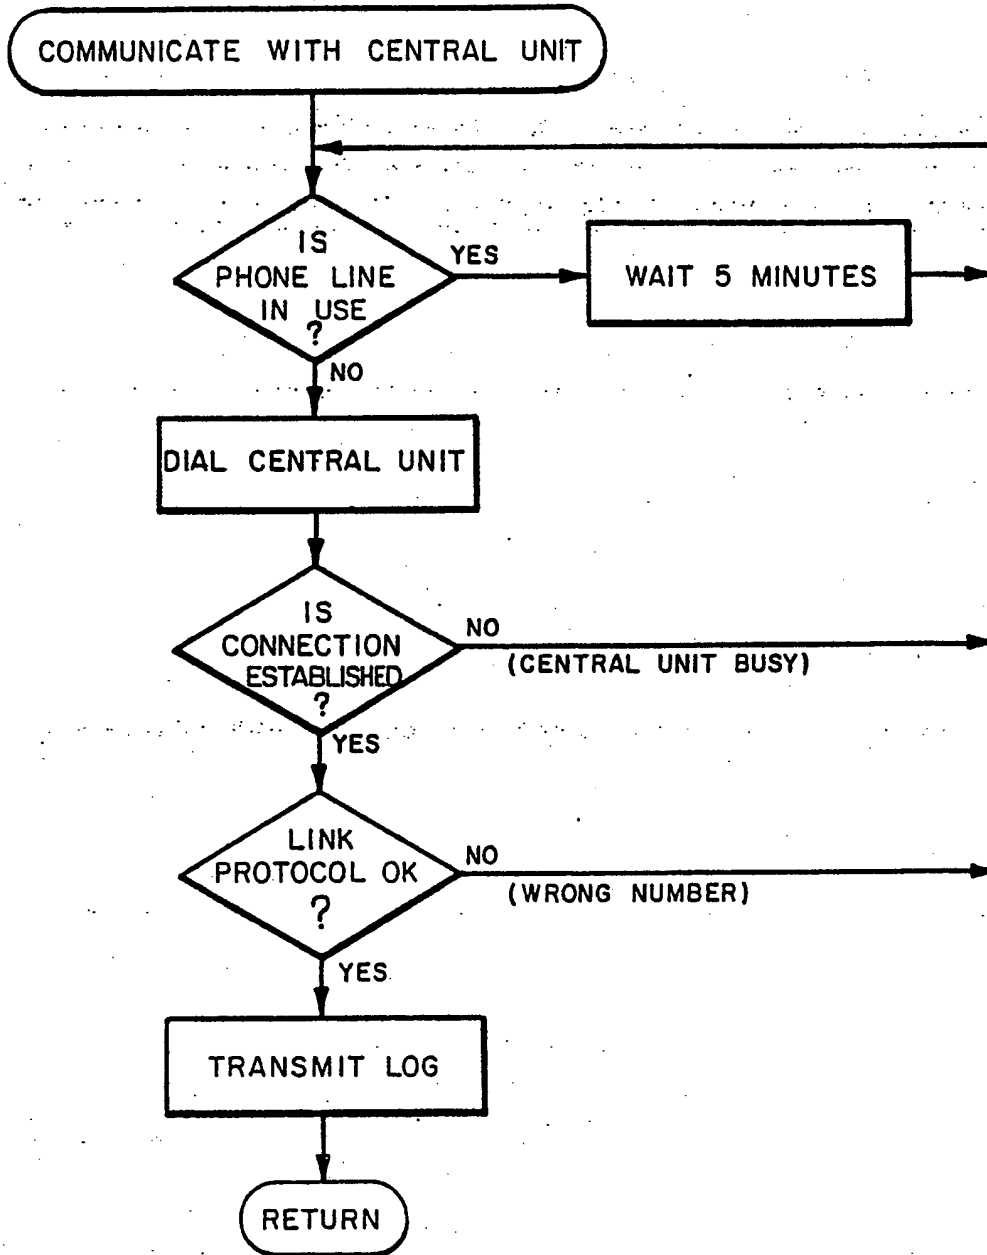 COMMUNICATE WITH CENTRAL UNIT
IS
PHONE LINE
IN USE
?
YES
WAIT 5 MINUTES
NO
DIAL CENTRAL UNIT
IS
CONNECTION
ESTABLISHED
?
NO
(CENTRAL UNIT BUSY)
YES
LINK
PROTOCOL OK
?
NO
(WRONG NUMBER)
YES
TRANSMIT LOG
RETURN